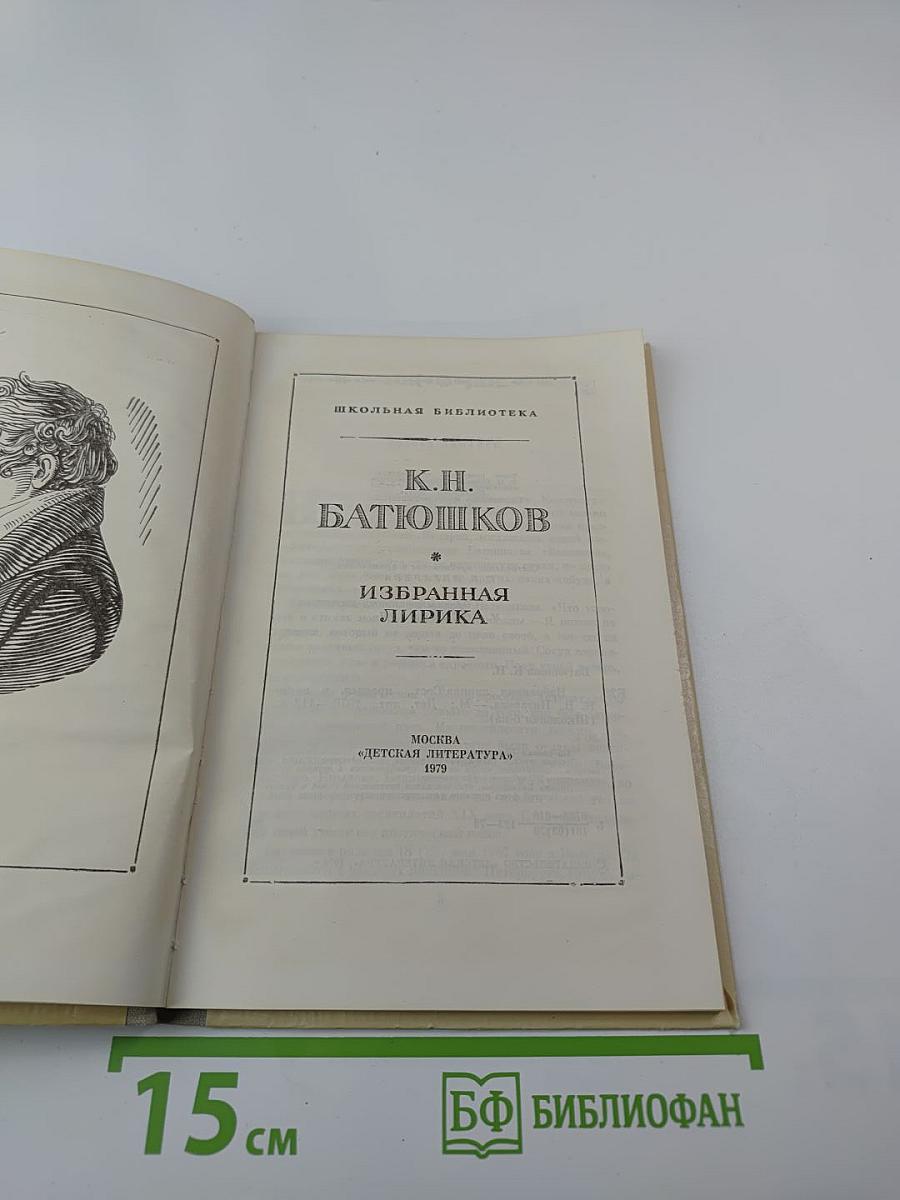 ШКОЛЬНАЯ БИБЛИОТЕКА
К.Н.
БАТЮШКОВ
*
ИЗБРАННАЯ
ЛИРИКА
МОСКВА
«ДЕТСКАЯ ЛИТЕРАТУРА»
1979
15 см
БФ БИБЛИОФАН